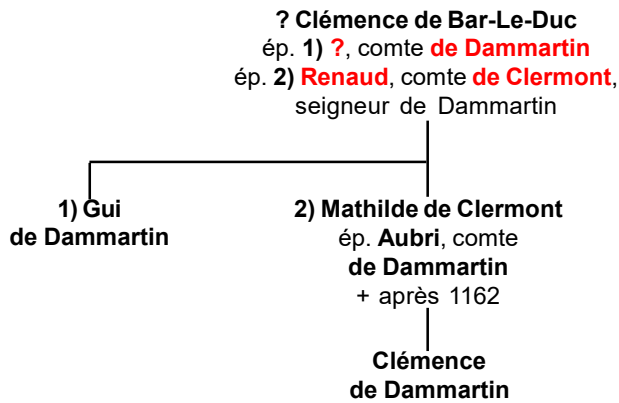 ? Clémence de Bar-Le-Duc
ép. 1) ?, comte de Dammartin
ép. 2) Renaud, comte de Clermont,
seigneur de Dammartin
1) Gui
de Dammartin
2) Mathilde de Clermont
ép. Aubri, comte
de Dammartin
+ après 1162
Clémence
de Dammartin